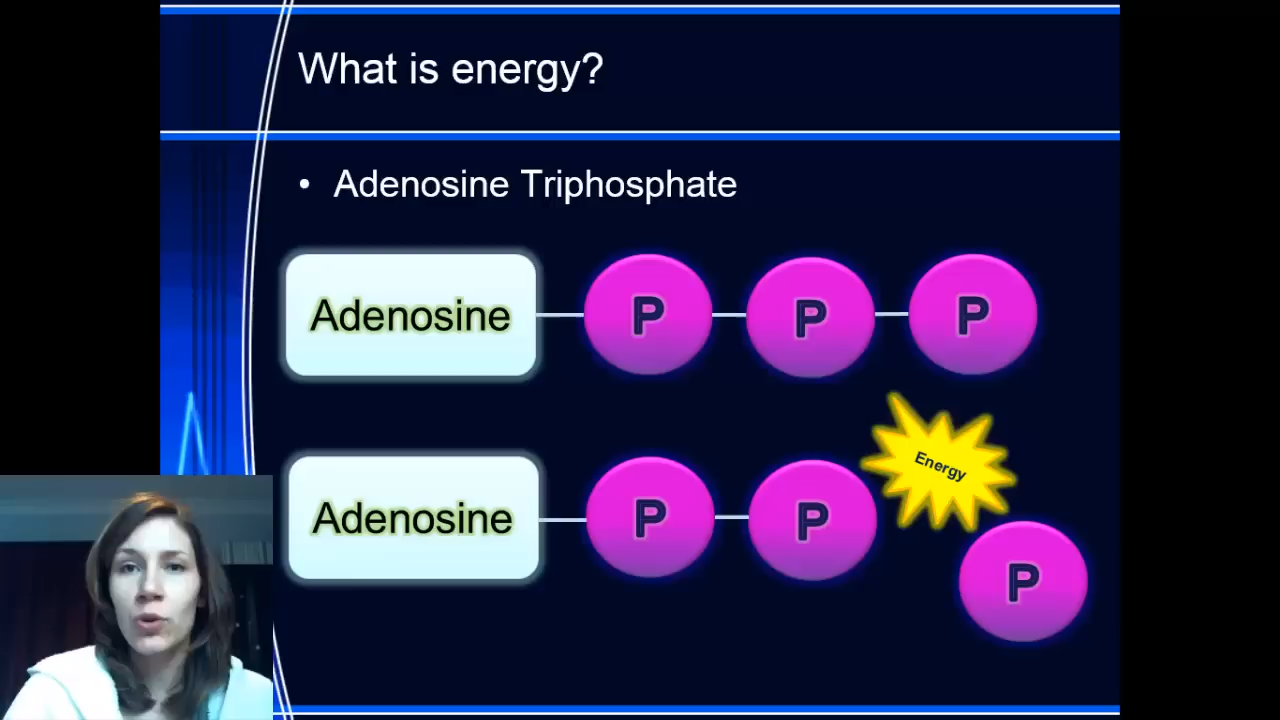 What is energy?
• Adenosine Triphosphate
Adenosine P P P
Energy
Adenosine P P
P